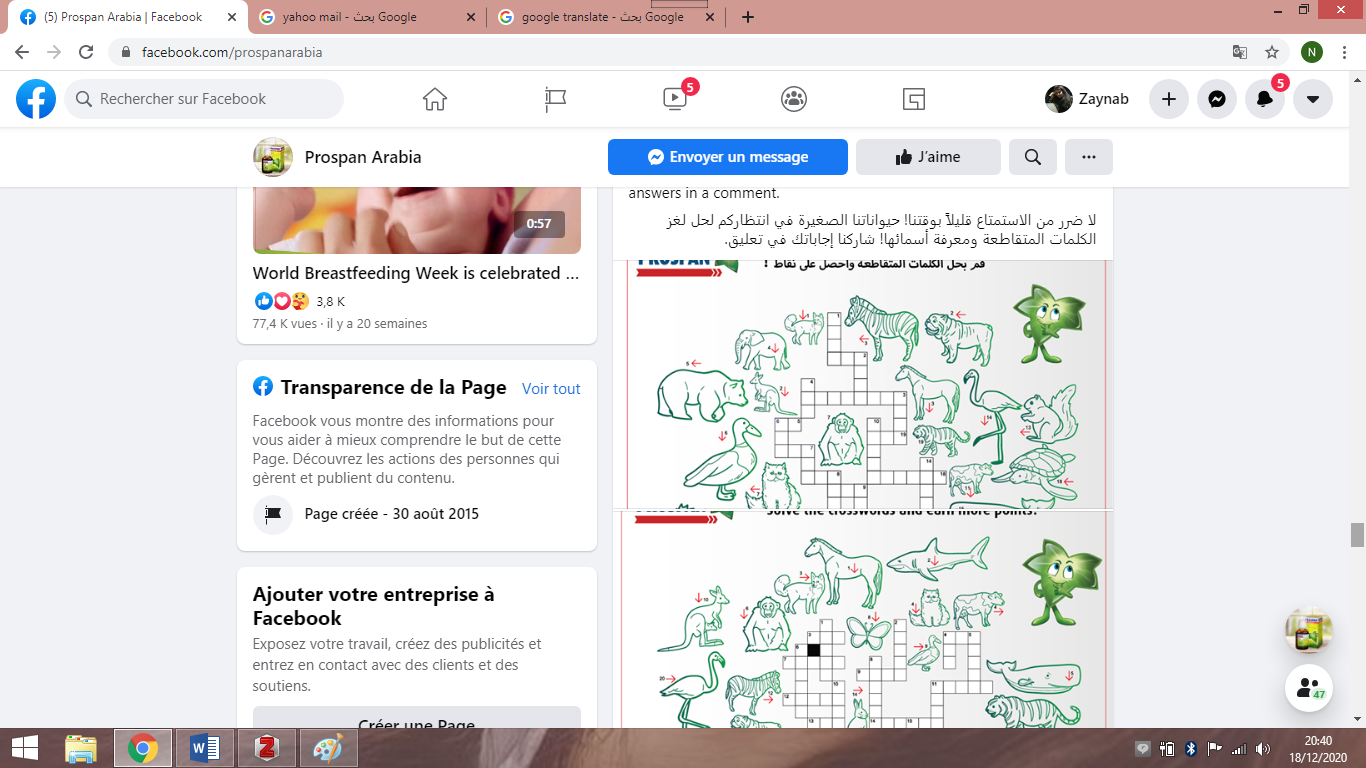 (5) Prospan Arabia | Facebook
yahoo mail - بحث Google
google translate - بحث Google
facebook.com/prospanarabia
N
Rechercher sur Facebook
5
Zaynab
5
Prospan Arabia
Envoyer un message
J'aime
0:57
World Breastfeeding Week is celebrated ...
3,8 K
77,4 K vues · il y a 20 semaines
Transparence de la Page
Voir tout
Facebook vous montre des informations pour
vous aider à mieux comprendre le but de cette
Page. Découvrez les actions des personnes qui
gèrent et publient du contenu.
Page créée - 30 août 2015
Ajouter votre entreprise à
Facebook
Exposez votre travail, créez des publicités et
entrez en contact avec des clients et des
soutiens.
Créer une Page
answers in a comment.
لا ضرر من الاستمتاع قليلاً بوقتنا! حيواناتنا الصغيرة في انتظاركم لحل لغز
الكلمات المتقاطعة ومعرفة أسمائها! شاركنا إجاباتك في تعليق.
PROSPAN
قم بحل الكلمات المتقاطعة واحصل على نقاط !
Solve the crosswords and earn more points!
47
20:40
18/12/2020